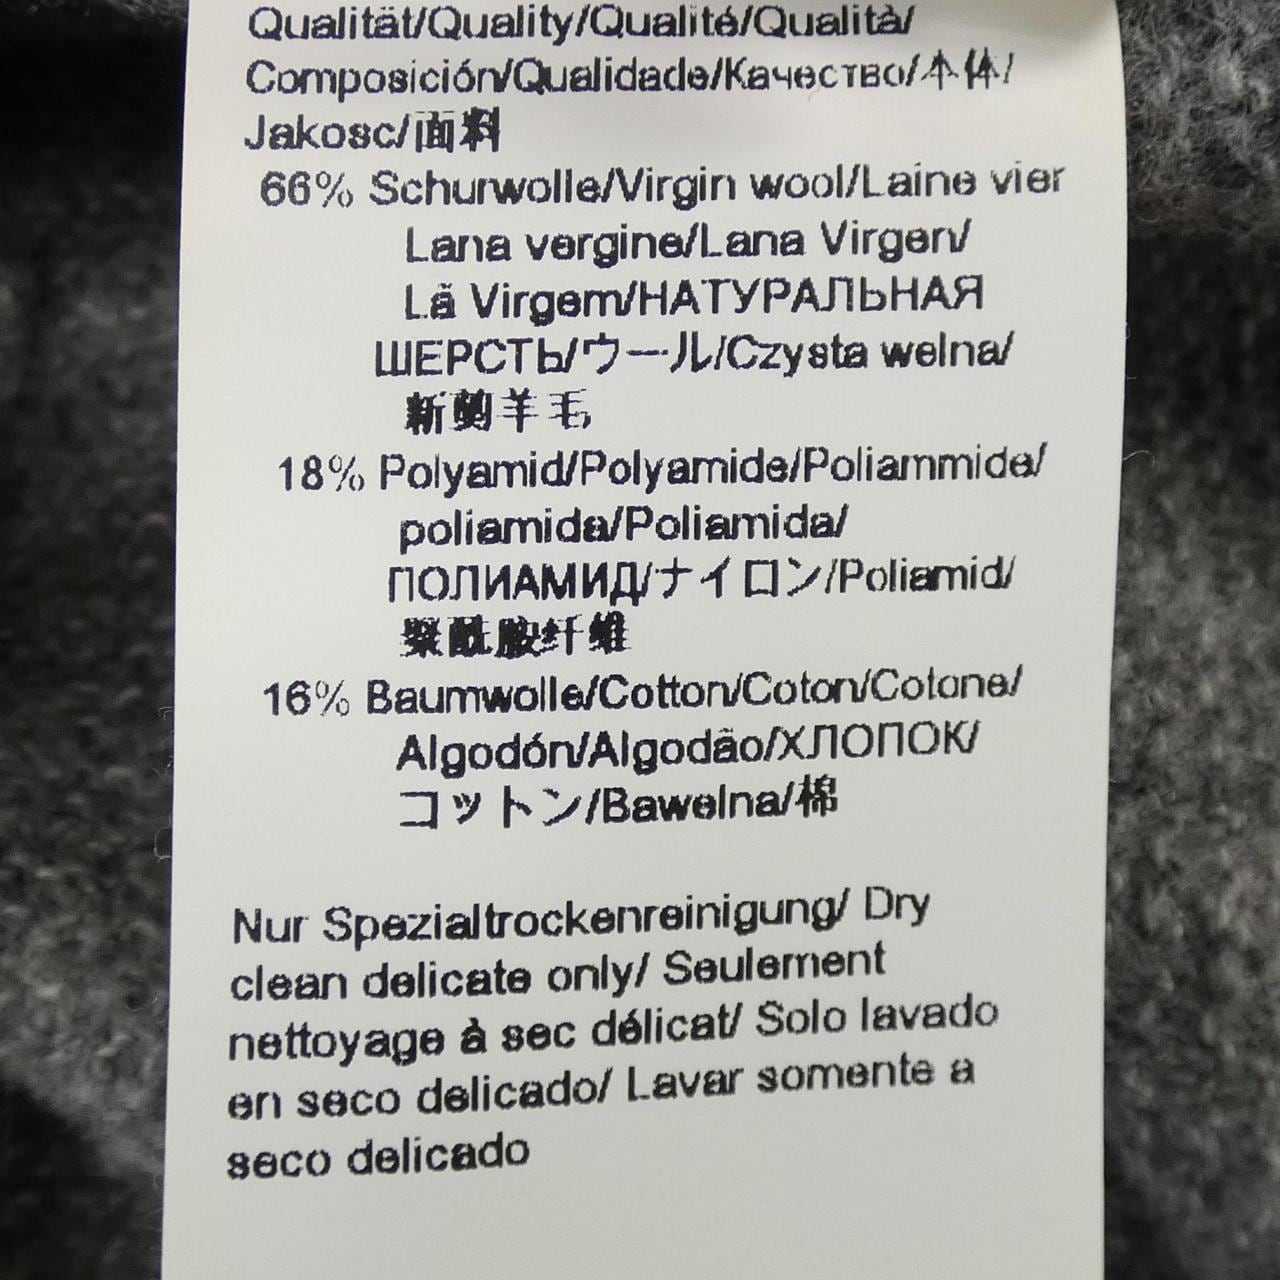 Qualität/Quality/Qualité/Qualità/
Composición/Qualidade/Качество/本体/
Jakosc/面料
66% Schurwolle/Virgin wool/Laine vier
Lana vergine/Lana Virgen/
Lã Virgem/НАТУРАЛЬНАЯ
ШЕРСТЬ/ウール/Czysta welna/
新剪羊毛
18% Polyamid/Polyamide/Poliammide/
poliamida/Poliamida/
ПОЛИАМИД/ナイロン/Poliamid/
聚酰胺纤维
16% Baumwolle/Cotton/Coton/Cotone/
Algodón/Algodão/ХЛОПОК/
コットン/Bawelna/棉
Nur Spezialtrockenreinigung/ Dry
clean delicate only/ Seulement
nettoyage à sec délicat/ Solo lavado
en seco delicado/ Lavar somente a
seco delicado